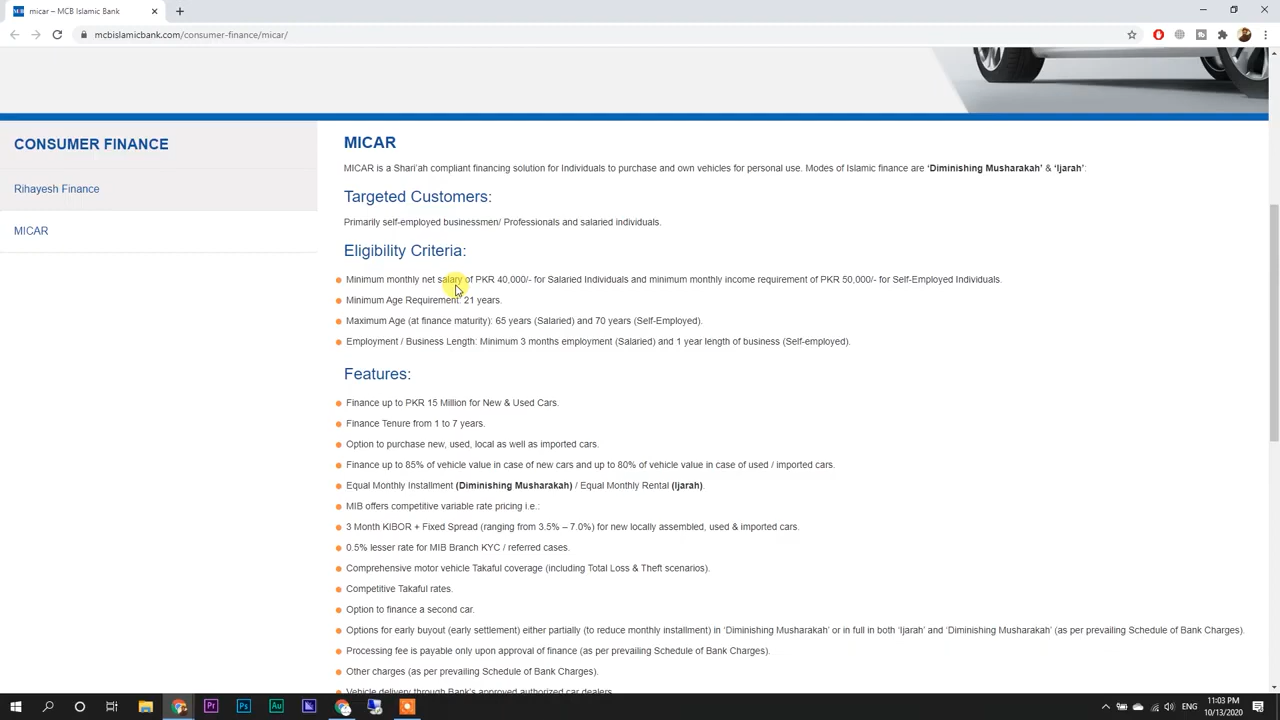 micar – MCB Islamic Bank
mcbislamicbank.com/consumer-finance/micar/
CONSUMER FINANCE
Rihayesh Finance
MICAR
MICAR
MICAR is a Shari'ah compliant financing solution for Individuals to purchase and own vehicles for personal use. Modes of Islamic finance are 'Diminishing Musharakah' & 'Ijarah':
Targeted Customers:
Primarily self-employed businessmen/ Professionals and salaried individuals.
Eligibility Criteria:
Minimum monthly net salary of PKR 40,000/- for Salaried Individuals and minimum monthly income requirement of PKR 50,000/- for Self-Employed Individuals.
Minimum Age Requirement: 21 years.
Maximum Age (at finance maturity): 65 years (Salaried) and 70 years (Self-Employed).
Employment / Business Length: Minimum 3 months employment (Salaried) and 1 year length of business (Self-employed).
Features:
Finance up to PKR 15 Million for New & Used Cars.
Finance Tenure from 1 to 7 years.
Option to purchase new, used, local as well as imported cars.
Finance up to 85% of vehicle value in case of new cars and up to 80% of vehicle value in case of used / imported cars.
Equal Monthly Installment (Diminishing Musharakah) / Equal Monthly Rental (Ijarah).
MIB offers competitive variable rate pricing i.e.:
3 Month KIBOR + Fixed Spread (ranging from 3.5% – 7.0%) for new locally assembled, used & imported cars.
0.5% lesser rate for MIB Branch KYC / referred cases.
Comprehensive motor vehicle Takaful coverage (including Total Loss & Theft scenarios).
Competitive Takaful rates.
Option to finance a second car.
Options for early buyout (early settlement) either partially (to reduce monthly installment) in 'Diminishing Musharakah' or in full in both 'Ijarah' and 'Diminishing Musharakah' (as per prevailing Schedule of Bank Charges).
Processing fee is payable only upon approval of finance (as per prevailing Schedule of Bank Charges).
Other charges (as per prevailing Schedule of Bank Charges).
Vehicle delivery through Bank's approved authorized car dealers.
Pr
Ps
Au
ENG
11:03 PM
10/13/2020